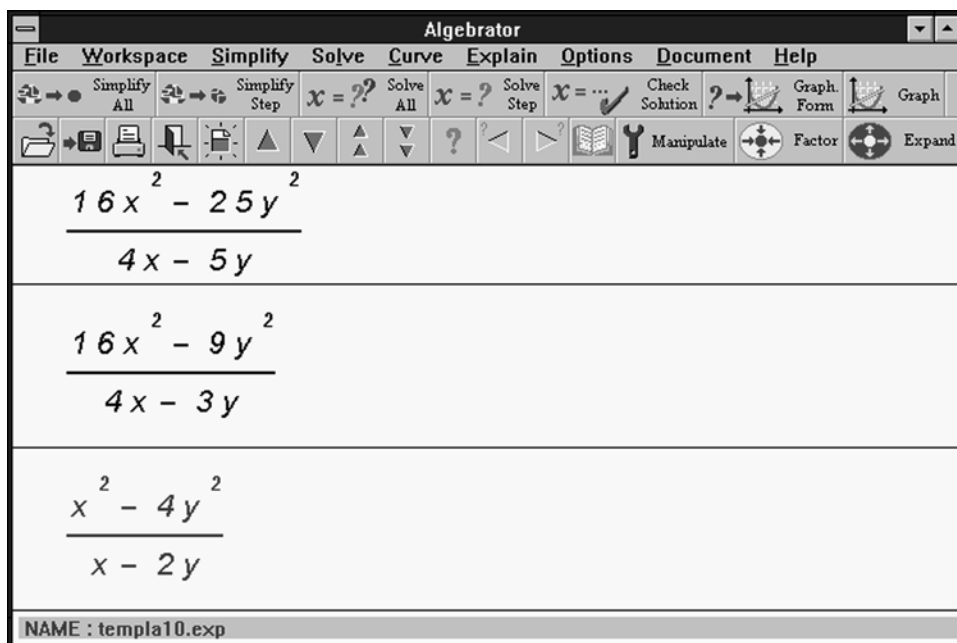 Algebrator
File Workspace Simplify Solve Curve Explain Options Document Help
Simplify All Simplify Step x = ?? Solve All x = ? Solve Step x = ... Check Solution ? Graph. Form Graph
? ? ? Manipulate Factor Expand
16x² − 25y²
4x − 5y
16x² − 9y²
4x − 3y
x² − 4y²
x − 2y
NAME : templa10.exp